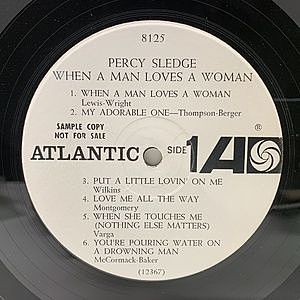 8125
PERCY SLEDGE
WHEN A MAN LOVES A WOMAN
1. WHEN A MAN LOVES A WOMAN
Lewis-Wright
2. MY ADORABLE ONE—Thompson-Berger
SAMPLE COPY
NOT FOR SALE
ATLANTIC SIDE 1 A ®
3. PUT A LITTLE LOVIN' ON ME
Wilkins
4. LOVE ME ALL THE WAY
Montgomery
5. WHEN SHE TOUCHES ME
(NOTHING ELSE MATTERS)
Varga
6. YOU'RE POURING WATER ON
A DROWNING MAN
McCormack-Baker
(12367)